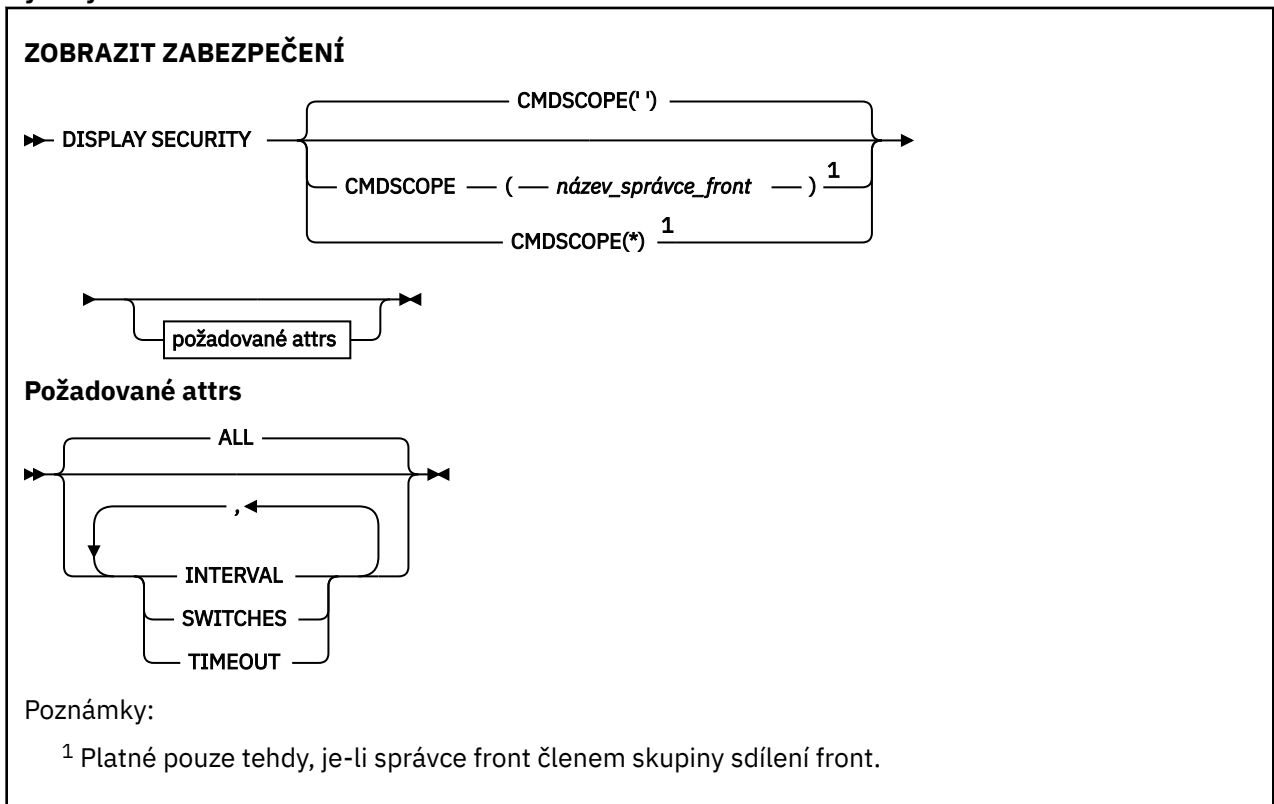 ZOBRAZIT ZABEZPEČENÍ
CMDSCOPE(' ')
DISPLAY SECURITY
CMDSCOPE ( název_správce_front ) 1
CMDSCOPE(*) 1
požadované attrs
Požadované attrs
ALL
,
INTERVAL
SWITCHES
TIMEOUT
Poznámky:
1 Platné pouze tehdy, je-li správce front členem skupiny sdílení front.